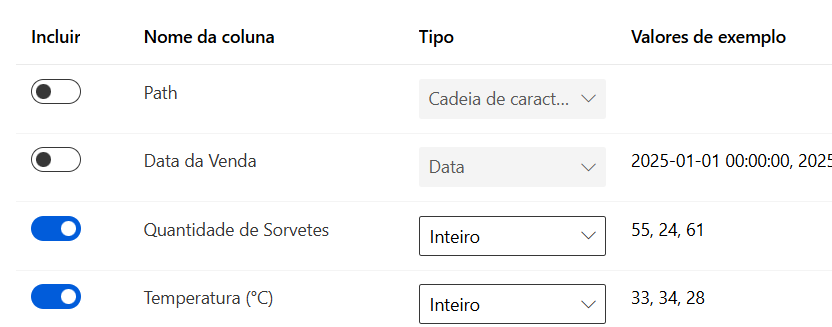 Incluir Nome da coluna Tipo Valores de exemplo
Path Cadeia de caract...
Data da Venda Data 2025-01-01 00:00:00, 2025
Quantidade de Sorvetes Inteiro 55, 24, 61
Temperatura (°C) Inteiro 33, 34, 28